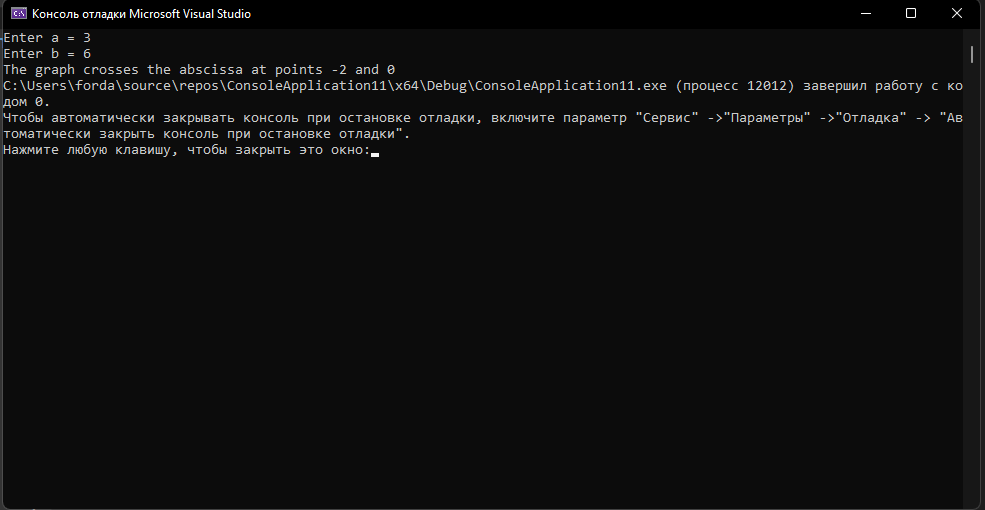 Консоль отладки Microsoft Visual Studio
Enter a = 3
Enter b = 6
The graph crosses the abscissa at points -2 and 0
C:\Users\forda\source\repos\ConsoleApplication11\x64\Debug\ConsoleApplication11.exe (процесс 12012) завершил работу с ко
дом 0.
Чтобы автоматически закрывать консоль при остановке отладки, включите параметр "Сервис" ->"Параметры" ->"Отладка" -> "Ав
томатически закрыть консоль при остановке отладки".
Нажмите любую клавишу, чтобы закрыть это окно: